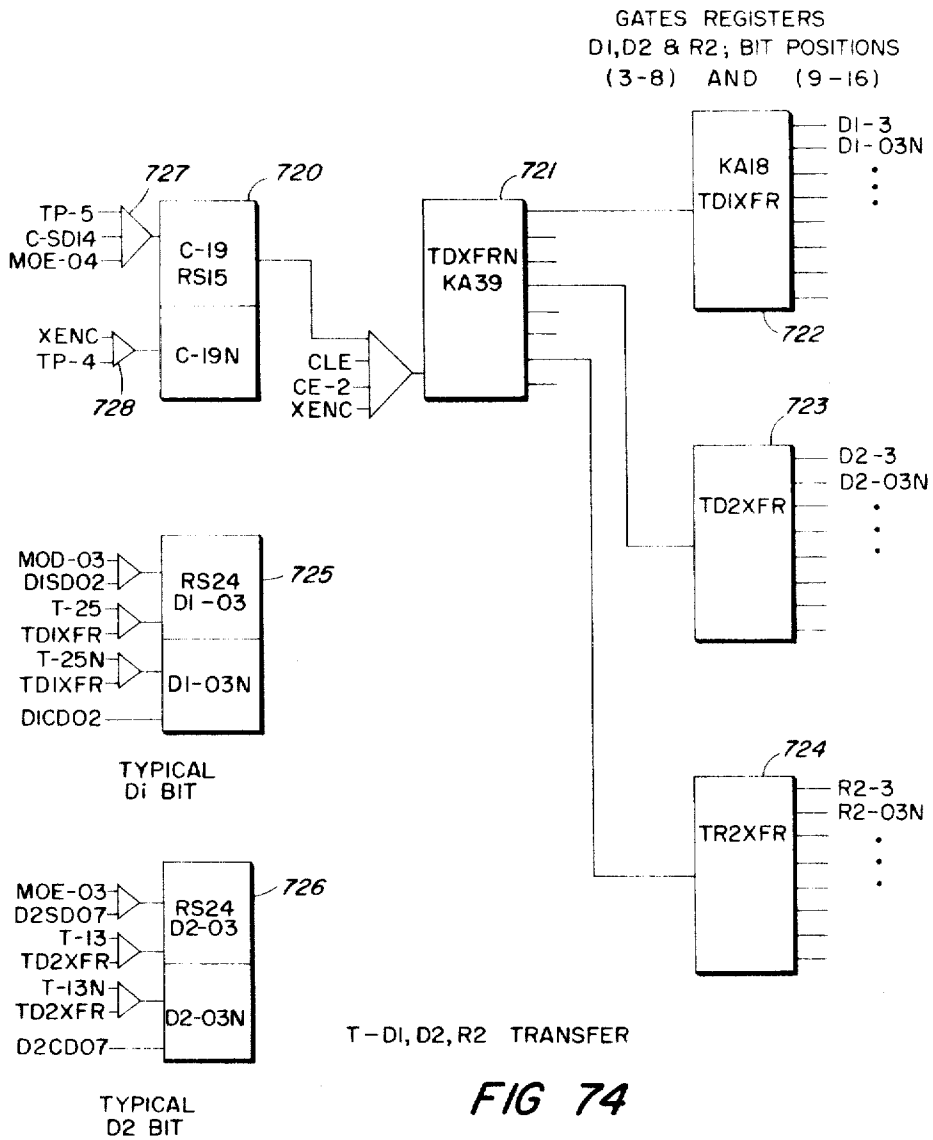 GATES REGISTERS
D1,D2 & R2; BIT POSITIONS
(3-8) AND (9-16)
727
720
TP-5
C-SD14
MOE-04
C-19
RS15
XENC
TP-4
728
C-19N
CLE
CE-2
XENC
721
TDXFRN
KA39
KA18
TD1XFR
D1-3
D1-03N
722
723
TD2XFR
D2-3
D2-03N
724
TR2XFR
R2-3
R2-03N
MOD-03
D1SD02
T-25
TD1XFR
T-25N
TD1XFR
D1CD02
RS24
D1-03
D1-03N
725
TYPICAL
D1 BIT
MOE-03
D2SD07
T-13
TD2XFR
T-13N
TD2XFR
D2CD07
RS24
D2-03
D2-03N
726
TYPICAL
D2 BIT
T-D1, D2, R2 TRANSFER
FIG 74